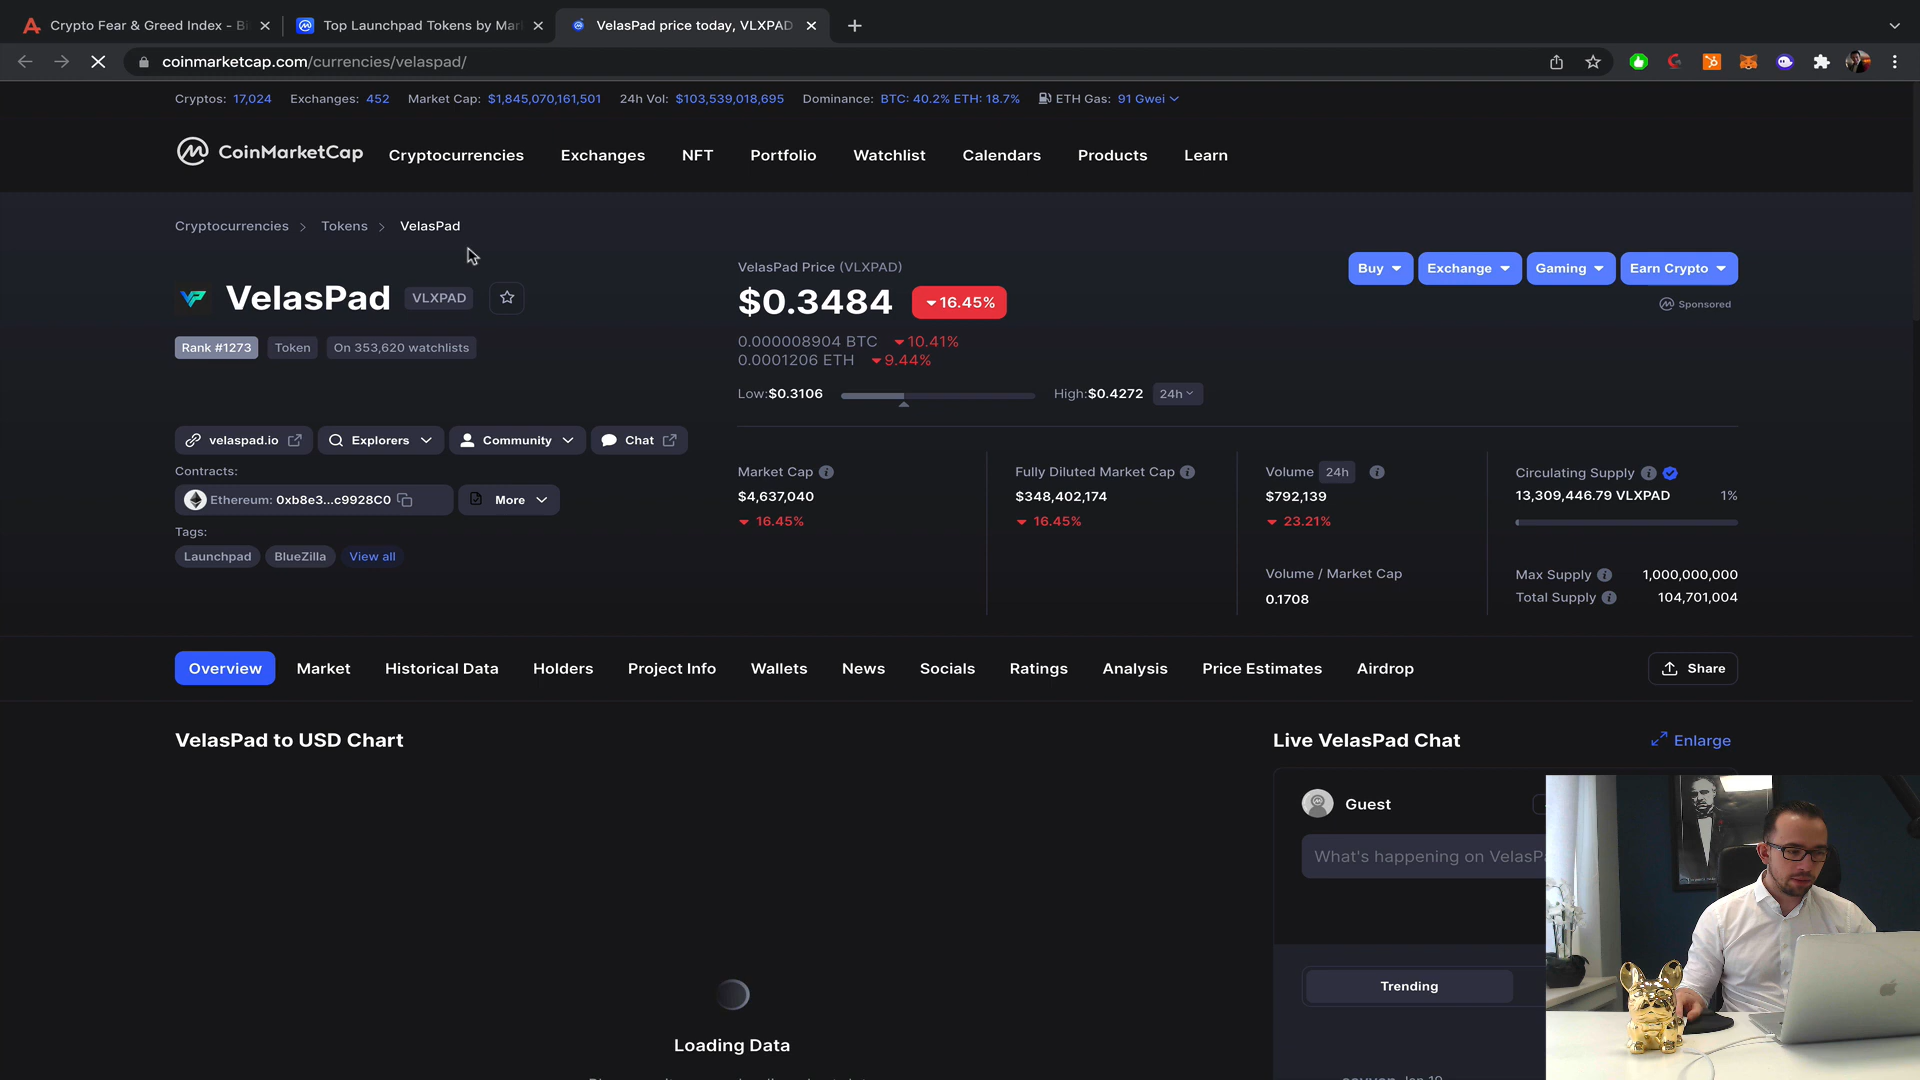 Crypto Fear & Greed Index - Bi
Top Launchpad Tokens by Mar
VelasPad price today, VLXPAD
coinmarketcap.com/currencies/velaspad/
Cryptos: 17,024 Exchanges: 452 Market Cap: $1,845,070,161,501 24h Vol: $103,539,018,695 Dominance: BTC: 40.2% ETH: 18.7% ETH Gas: 91 Gwei
CoinMarketCap Cryptocurrencies Exchanges NFT Portfolio Watchlist Calendars Products Learn
Cryptocurrencies > Tokens > VelasPad
VelasPad VLXPAD
Rank #1273 Token On 353,620 watchlists
velaspad.io Explorers Community Chat
Contracts:
Ethereum: 0xb8e3...c9928C0 More
Tags:
Launchpad BlueZilla View all
VelasPad Price (VLXPAD)
$0.3484 16.45%
0.000008904 BTC 10.41%
0.0001206 ETH 9.44%
Low:$0.3106 High:$0.4272 24h
Buy Exchange Gaming Earn Crypto
Sponsored
Market Cap
$4,637,040
16.45%
Fully Diluted Market Cap
$348,402,174
16.45%
Volume 24h
$792,139
23.21%
Volume / Market Cap
0.1708
Circulating Supply
13,309,446.79 VLXPAD 1%
Max Supply 1,000,000,000
Total Supply 104,701,004
Overview Market Historical Data Holders Project Info Wallets News Socials Ratings Analysis Price Estimates Airdrop Share
VelasPad to USD Chart
Loading Data
Live VelasPad Chat Enlarge
Guest
What's happening on VelasP
Trending